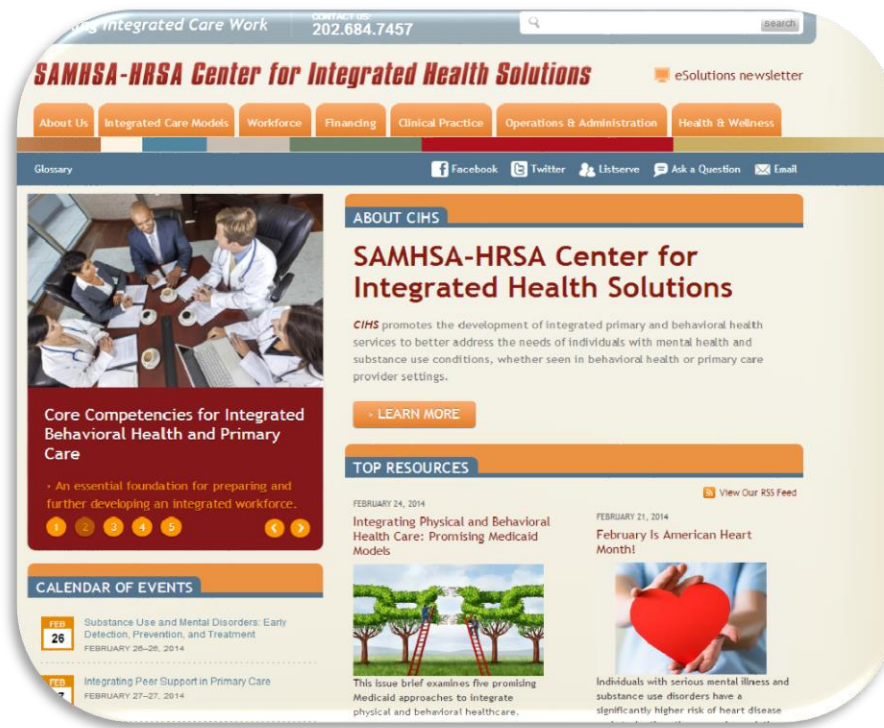 Integrated Care Work
CONTACT US:
202.684.7457
search
SAMHSA-HRSA Center for Integrated Health Solutions
eSolutions newsletter
About Us
Integrated Care Models
Workforce
Financing
Clinical Practice
Operations & Administration
Health & Wellness
Glossary
Facebook
Twitter
Listserve
Ask a Question
Email
Core Competencies for Integrated
Behavioral Health and Primary
Care
› An essential foundation for preparing and
further developing an integrated workforce.
1 2 3 4 5
CALENDAR OF EVENTS
FEB
26
Substance Use and Mental Disorders: Early
Detection, Prevention, and Treatment
FEBRUARY 26-26, 2014
FEB
Integrating Peer Support in Primary Care
FEBRUARY 27-27, 2014
ABOUT CIHS
SAMHSA-HRSA Center for
Integrated Health Solutions
CIHS promotes the development of integrated primary and behavioral health
services to better address the needs of individuals with mental health and
substance use conditions, whether seen in behavioral health or primary care
provider settings.
› LEARN MORE
TOP RESOURCES
View Our RSS Feed
FEBRUARY 24, 2014
Integrating Physical and Behavioral
Health Care: Promising Medicaid
Models
This issue brief examines five promising
Medicaid approaches to integrate
physical and behavioral healthcare.
FEBRUARY 21, 2014
February Is American Heart
Month!
Individuals with serious mental illness and
substance use disorders have a
significantly higher risk of heart disease